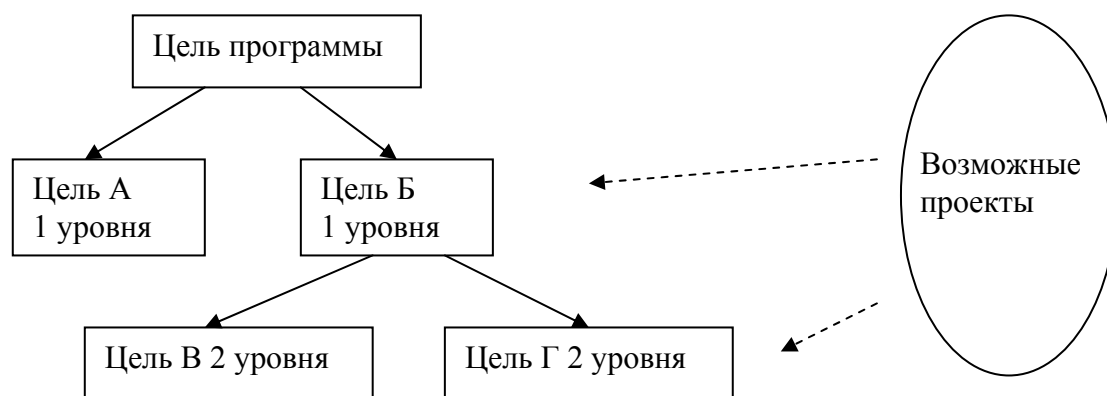 Цель программы
Цель А
1 уровня
Цель Б
1 уровня
Возможные
проекты
Цель В 2 уровня
Цель Г 2 уровня